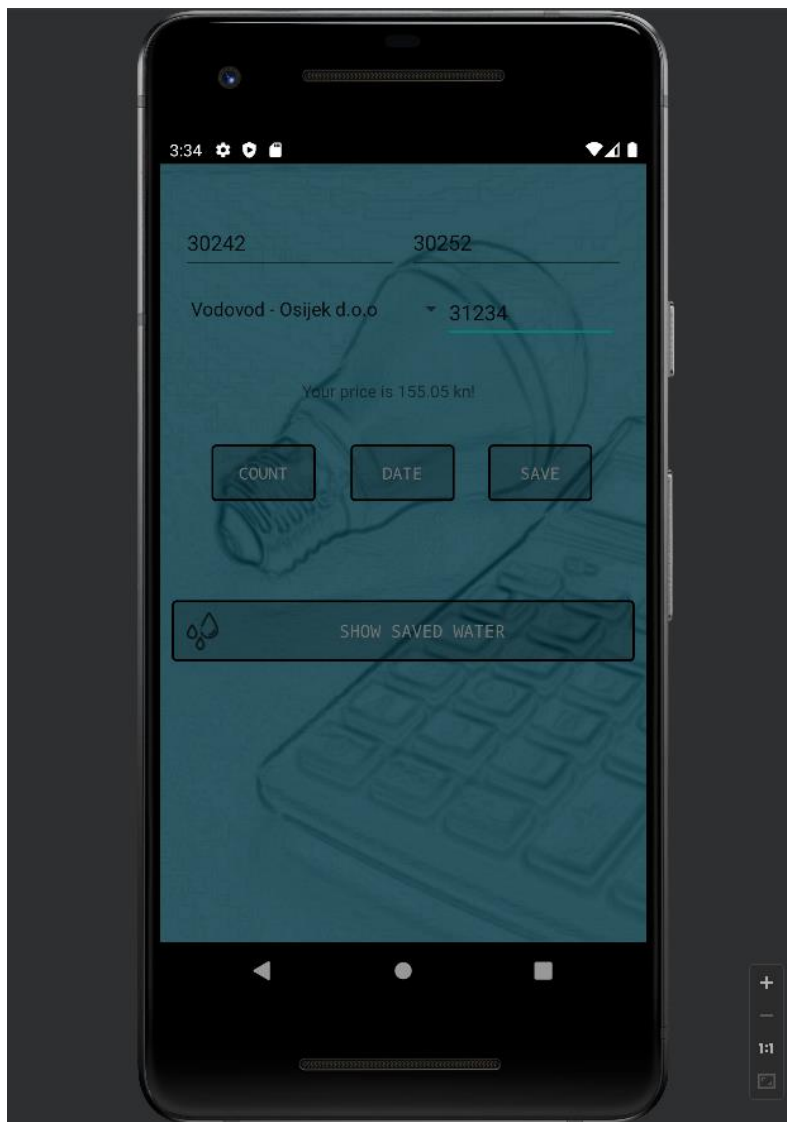 3:34
30242 30252
Vodovod - Osijek d.o.o 31234
Your price is 155.05 kn!
COUNT DATE SAVE
SHOW SAVED WATER
1:1